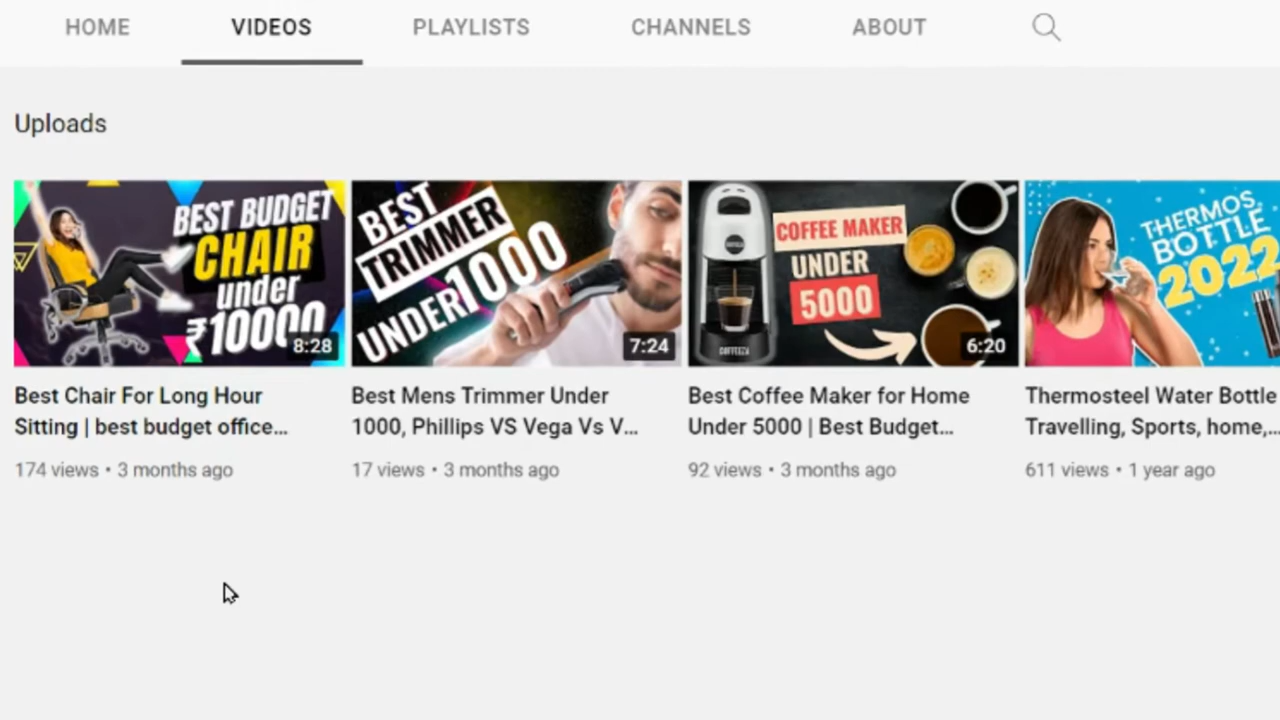 HOME VIDEOS PLAYLISTS CHANNELS ABOUT
Uploads
BEST BUDGET
CHAIR
under
₹10000
8:28
BEST
TRIMMER
UNDER 1000
7:24
COFFEE MAKER
UNDER
5000
COFFEEZA
6:20
THERMOS
BOTTLE
2022
Best Chair For Long Hour
Sitting | best budget office...
174 views • 3 months ago
Best Mens Trimmer Under
1000, Phillips VS Vega Vs V...
17 views • 3 months ago
Best Coffee Maker for Home
Under 5000 | Best Budget...
92 views • 3 months ago
Thermosteel Water Bottle
Travelling, Sports, home,...
611 views • 1 year ago